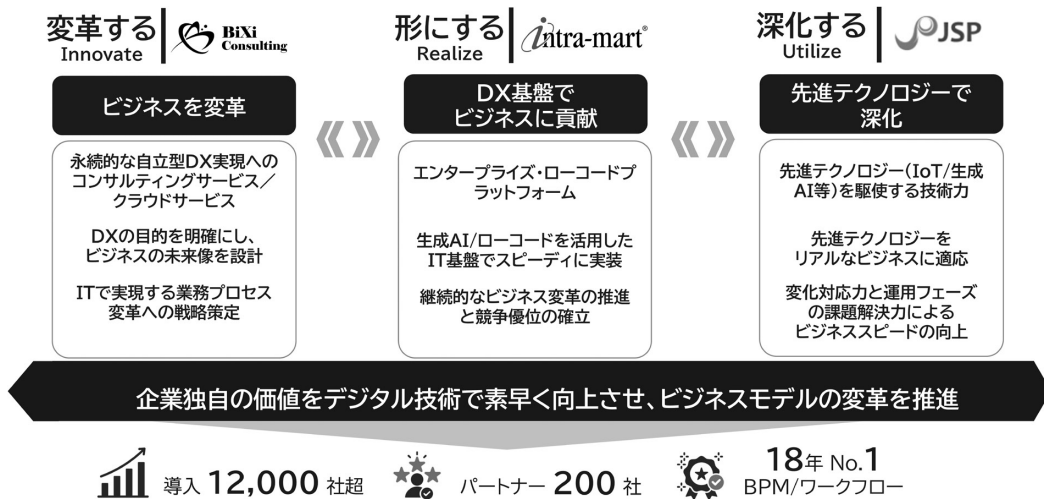 変革する
Innovate
BiXi
Consulting
形にする
Realize
intra-mart®
深化する
Utilize
JSP
ビジネスを変革
DX基盤で
ビジネスに貢献
先進テクノロジーで
深化
永続的な自立型DX実現への
コンサルティングサービス／
クラウドサービス
DXの目的を明確にし、
ビジネスの未来像を設計
ITで実現する業務プロセス
変革への戦略策定
エンタープライズ・ローコードプ
ラットフォーム
生成AI/ローコードを活用した
IT基盤でスピーディに実装
継続的なビジネス変革の推進
と競争優位の確立
先進テクノロジー(IoT/生成
AI等)を駆使する技術力
先進テクノロジーを
リアルなビジネスに適応
変化対応力と運用フェーズ
の課題解決力による
ビジネススピードの向上
企業独自の価値をデジタル技術で素早く向上させ、ビジネスモデルの変革を推進
導入 12,000 社超
パートナー 200 社
18年 No.1
BPM/ワークフロー